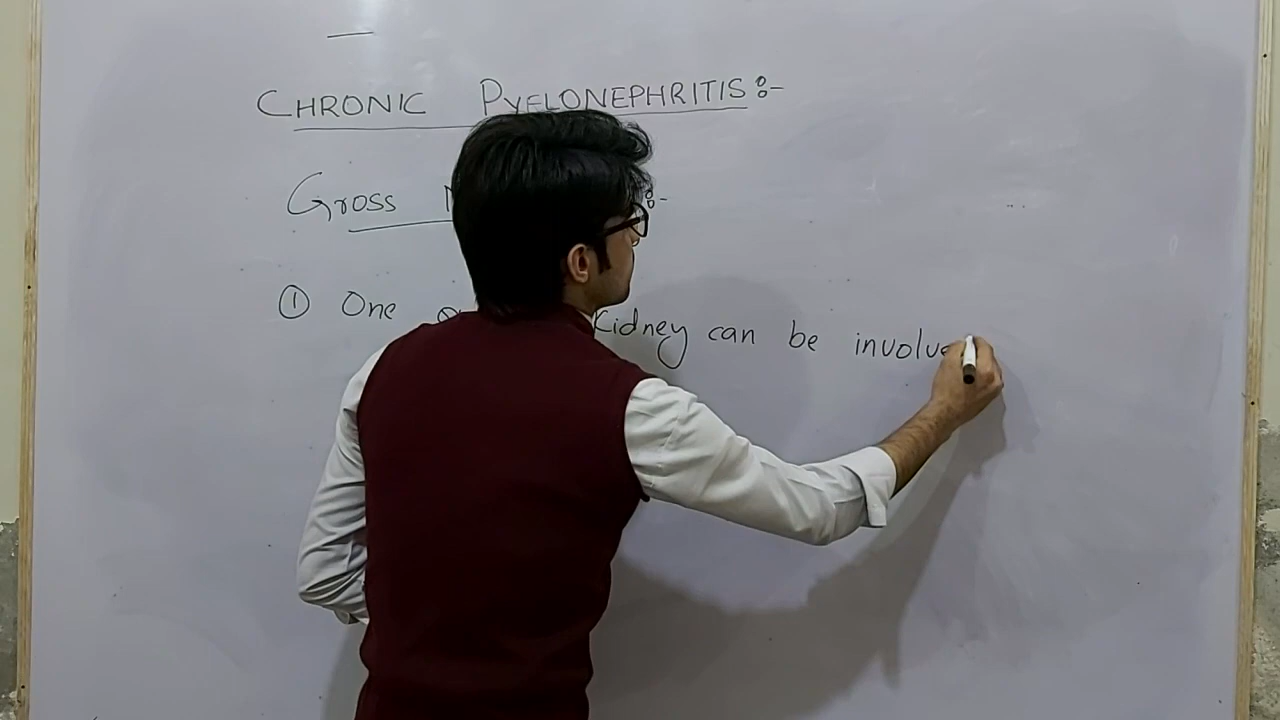 CHRONIC PYELONEPHRITIS :-
Gross :-
① One Kidney can be involve